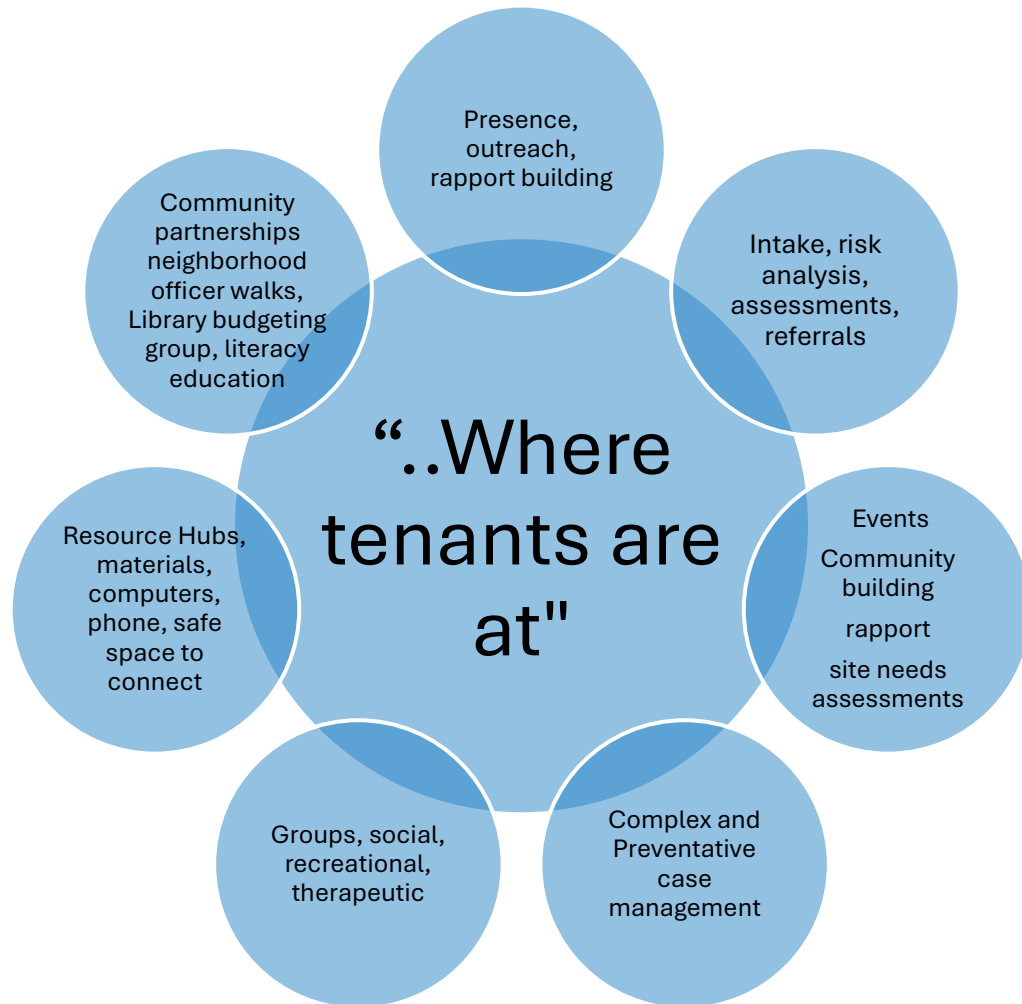 Presence,
outreach,
rapport building
Intake, risk
analysis,
assessments,
referrals
Events
Community
building
rapport
site needs
assessments
Complex and
Preventative
case
management
Groups, social,
recreational,
therapeutic
Resource Hubs,
materials,
computers,
phone, safe
space to
connect
Community
partnerships
neighborhood
officer walks,
Library budgeting
group, literacy
education
“..Where
tenants are
at"